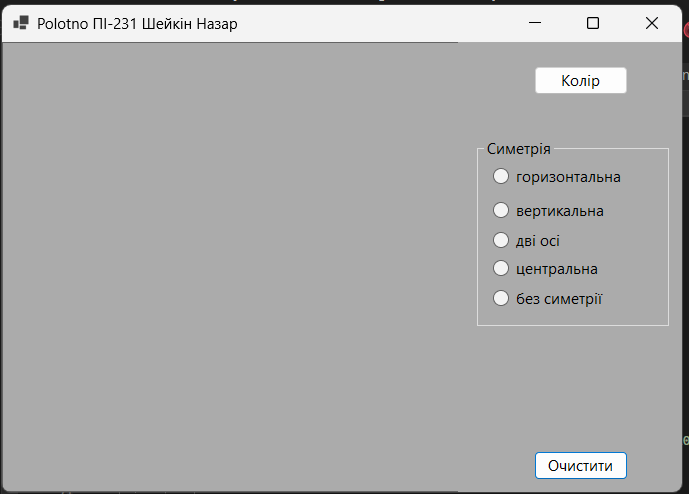 Polotno ПІ-231 Шейкін Назар
Колір
Симетрія
горизонтальна
вертикальна
дві осі
центральна
без симетрії
Очистити